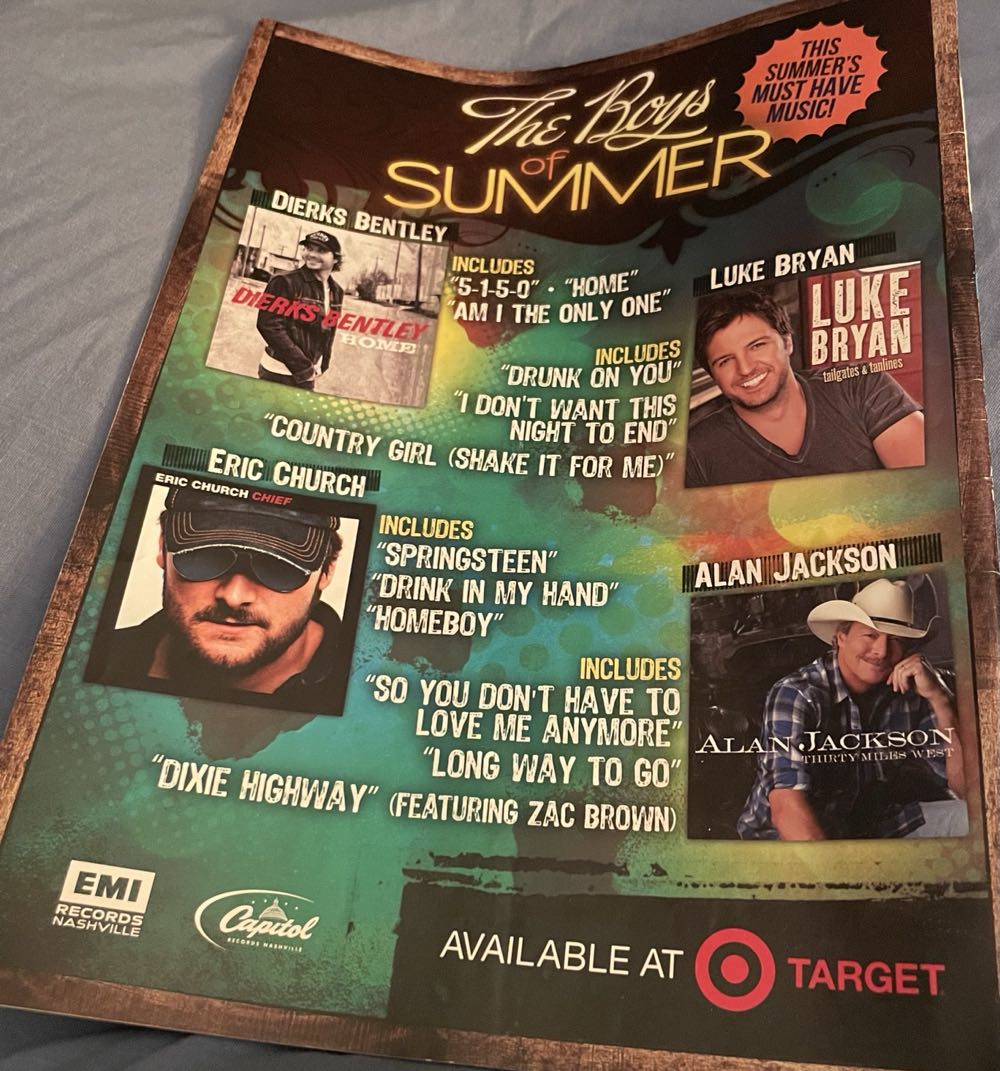 The Boys
of
SUMMER
THIS
SUMMER'S
MUST HAVE
MUSIC!
DIERKS BENTLEY
DIERKS BENTLEY
HOME
INCLUDES
"5-1-5-0" • "HOME"
"AM I THE ONLY ONE"
LUKE BRYAN
LUKE
BRYAN
tailgates & tanlines
INCLUDES
"DRUNK ON YOU"
"I DON'T WANT THIS
NIGHT TO END"
"COUNTRY GIRL (SHAKE IT FOR ME)"
ERIC CHURCH
ERIC CHURCH CHIEF
INCLUDES
"SPRINGSTEEN"
"DRINK IN MY HAND"
"HOMEBOY"
ALAN JACKSON
ALAN JACKSON
THIRTY MILES WEST
INCLUDES
"SO YOU DON'T HAVE TO
LOVE ME ANYMORE"
"LONG WAY TO GO"
"DIXIE HIGHWAY" (FEATURING ZAC BROWN)
EMI
RECORDS
NASHVILLE
Capitol
RECORDS NASHVILLE
AVAILABLE AT TARGET